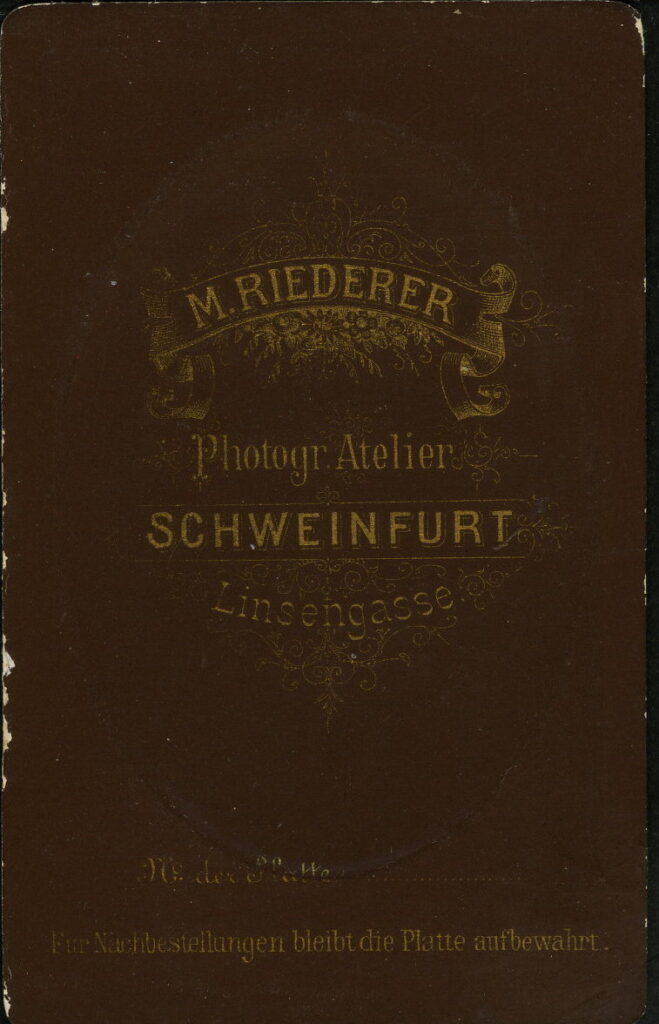 M. RIEDERER
Photogr. Atelier
SCHWEINFURT
Linsengasse
No. der Platte
Für Nachbestellungen bleibt die Platte aufbewahrt.